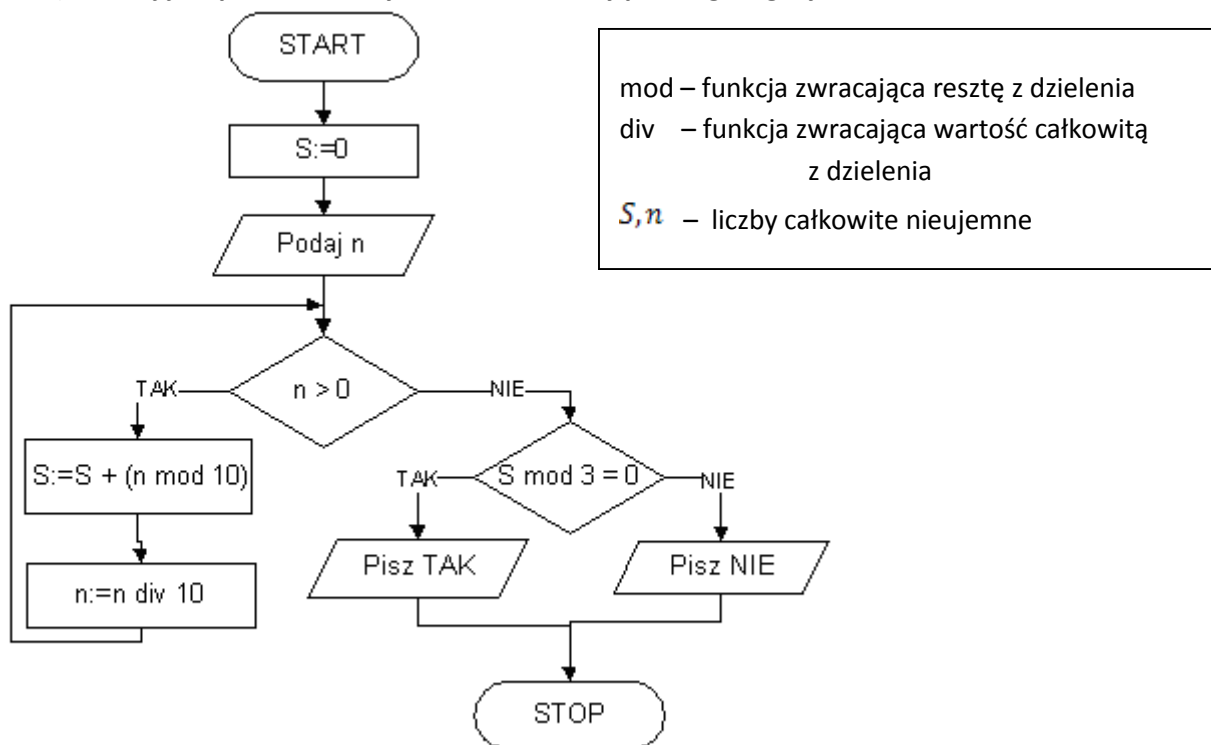 START
S:=0
Podaj n
n > 0
TAK
NIE
S:=S + (n mod 10)
n:=n div 10
S mod 3 = 0
TAK
NIE
Pisz TAK
Pisz NIE
STOP
mod – funkcja zwracająca resztę z dzielenia
div – funkcja zwracająca wartość całkowitą
z dzielenia
S,n – liczby całkowite nieujemne